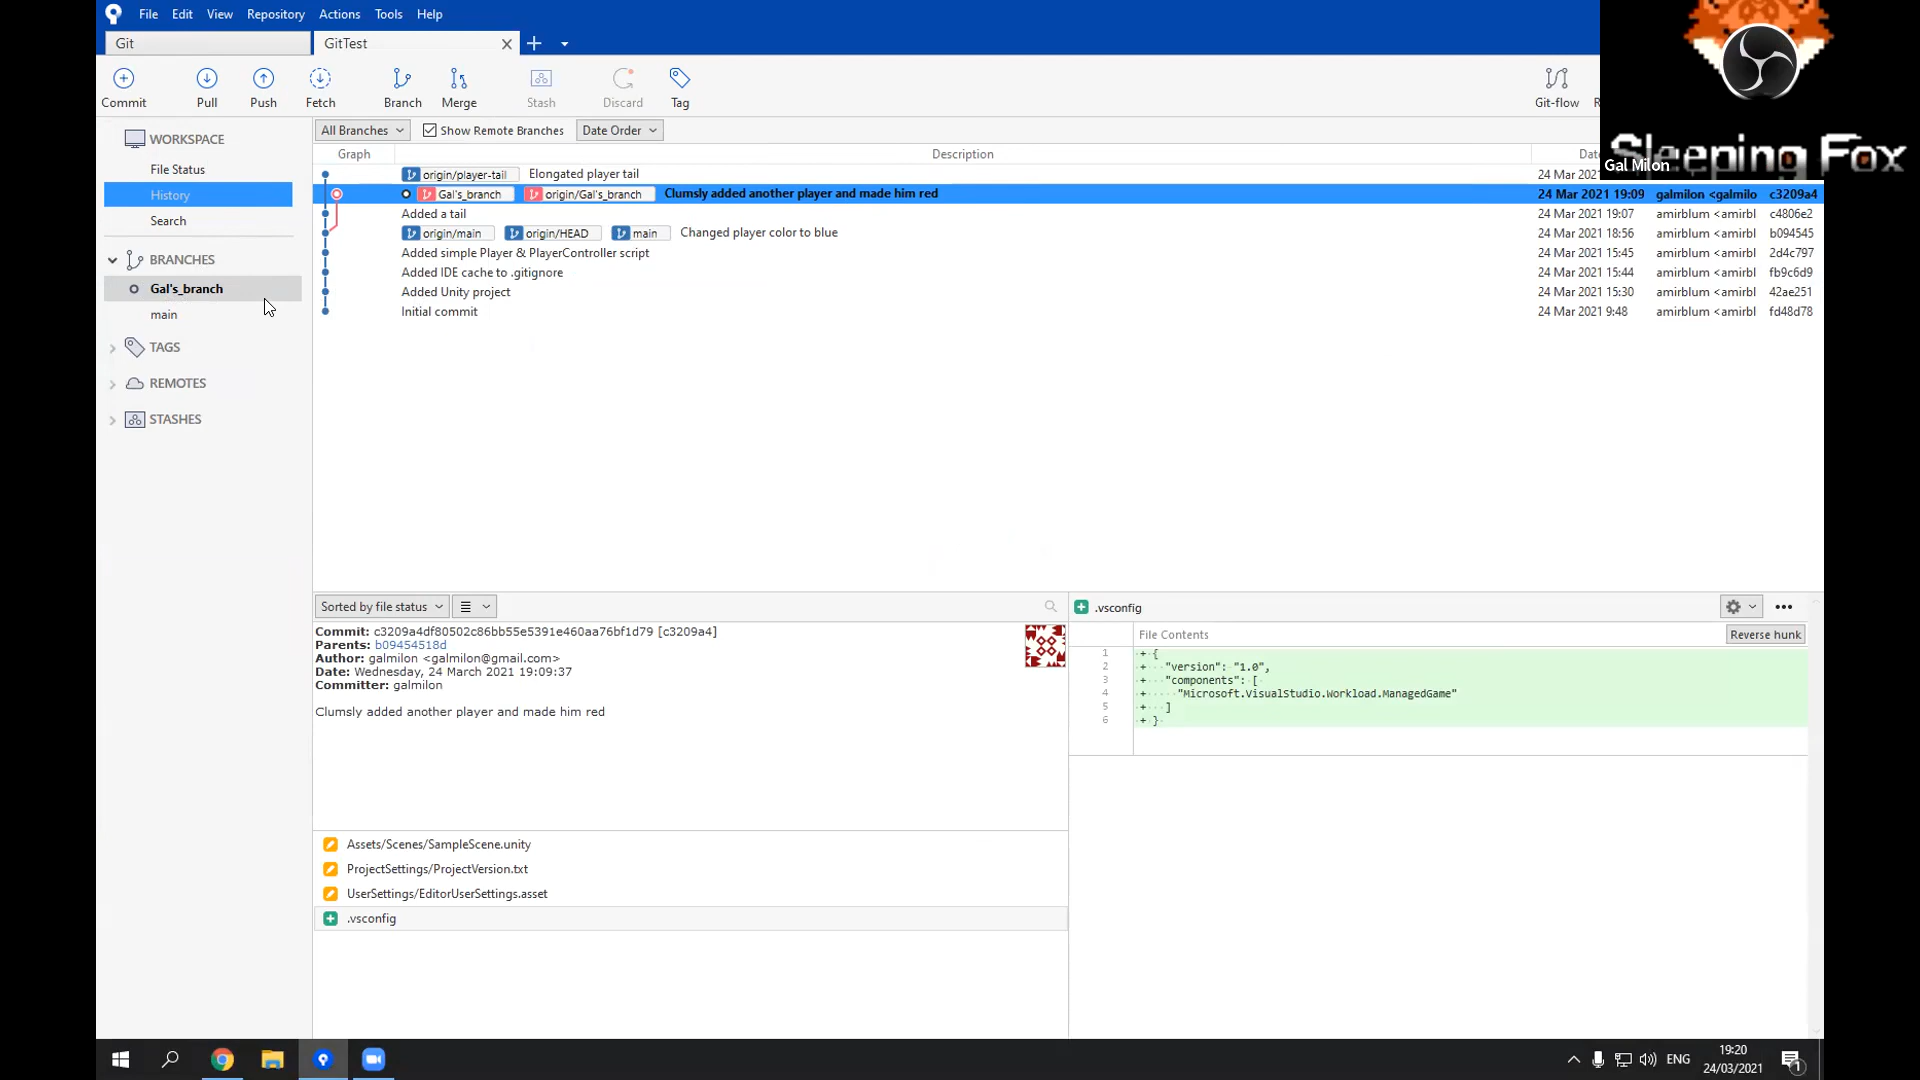 File Edit View Repository Actions Tools Help
Git GitTest
Commit Pull Push Fetch Branch Merge Stash Discard Tag Git-flow
Sleeping Fox
Gal Milon
All Branches Show Remote Branches Date Order
Graph Description
WORKSPACE
File Status
History
Search
BRANCHES
Gal's_branch
main
TAGS
REMOTES
STASHES
origin/player-tail Elongated player tail 24 Mar 2021
Gal's_branch origin/Gal's_branch Clumsly added another player and made him red 24 Mar 2021 19:09 galmilon <galmilo c3209a4
Added a tail 24 Mar 2021 19:07 amirblum <amirbl c4806e2
origin/main origin/HEAD main Changed player color to blue 24 Mar 2021 18:56 amirblum <amirbl b094545
Added simple Player & PlayerController script 24 Mar 2021 15:45 amirblum <amirbl 2d4c797
Added IDE cache to .gitignore 24 Mar 2021 15:44 amirblum <amirbl fb9c6d9
Added Unity project 24 Mar 2021 15:30 amirblum <amirbl 42ae251
Initial commit 24 Mar 2021 9:48 amirblum <amirbl fd48d78
Sorted by file status
Commit: c3209a4df80502c86bb55e5391e460aa76bf1d79 [c3209a4]
Parents: b09454518d
Author: galmilon <galmilon@gmail.com>
Date: Wednesday, 24 March 2021 19:09:37
Committer: galmilon
Clumsly added another player and made him red
Assets/Scenes/SampleScene.unity
ProjectSettings/ProjectVersion.txt
UserSettings/EditorUserSettings.asset
.vsconfig
.vsconfig
File Contents Reverse hunk
1 + {
2 + "version": "1.0",
3 + "components": [
4 + "Microsoft.VisualStudio.Workload.ManagedGame"
5 + ]
6 + }
ENG
19:20
24/03/2021
1